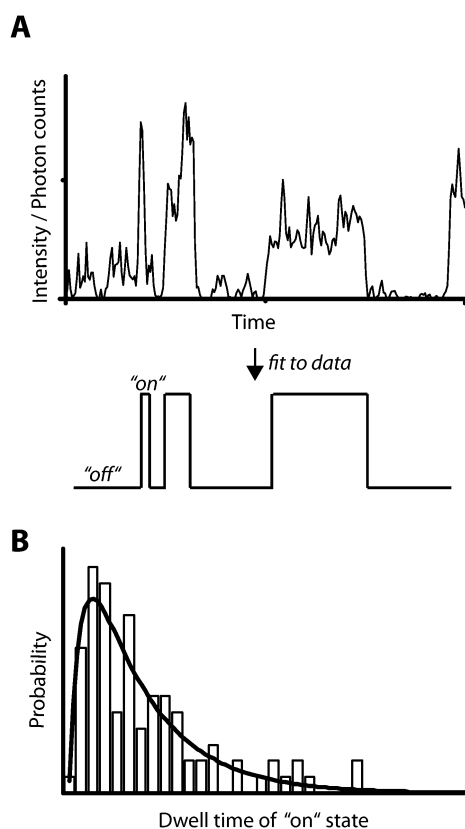 A
Intensity / Photon counts
Time
fit to data
“on“
“off“
B
Probability
Dwell time of “on“ state